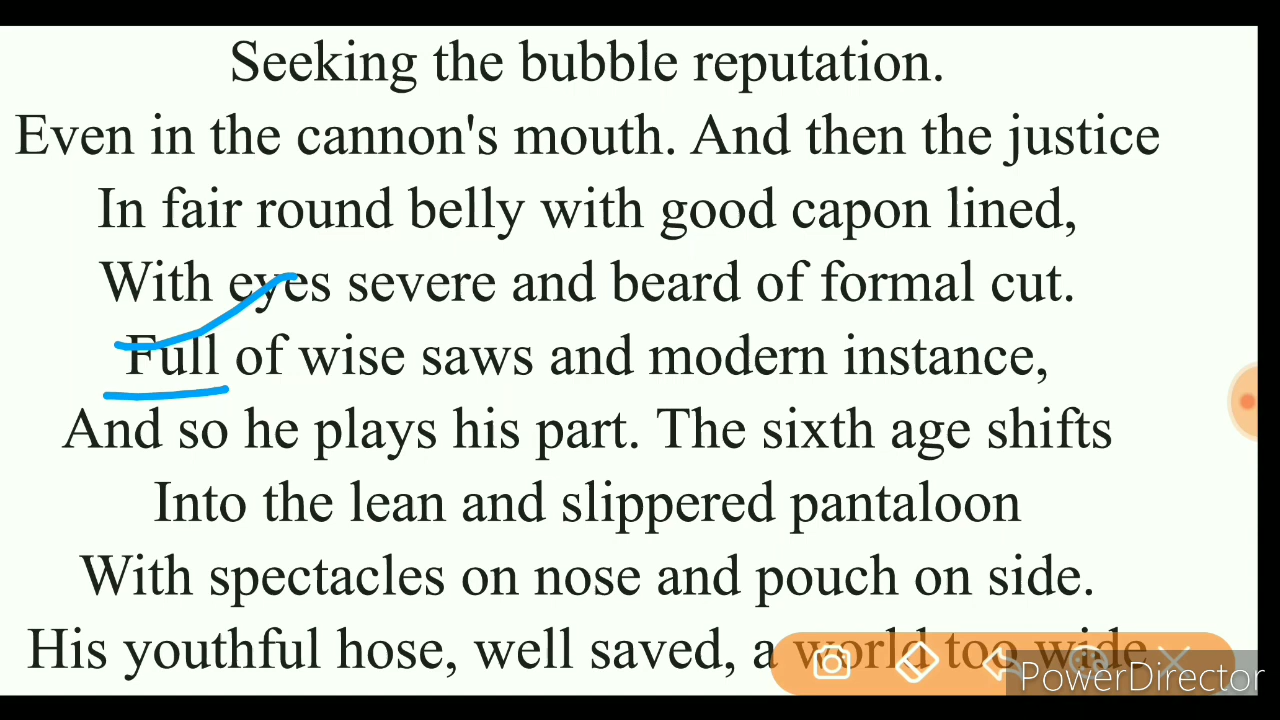 Seeking the bubble reputation.
Even in the cannon's mouth. And then the justice
In fair round belly with good capon lined,
With eyes severe and beard of formal cut.
Full of wise saws and modern instance,
And so he plays his part. The sixth age shifts
Into the lean and slippered pantaloon
With spectacles on nose and pouch on side.
His youthful hose, well saved, a world too wide
PowerDirector